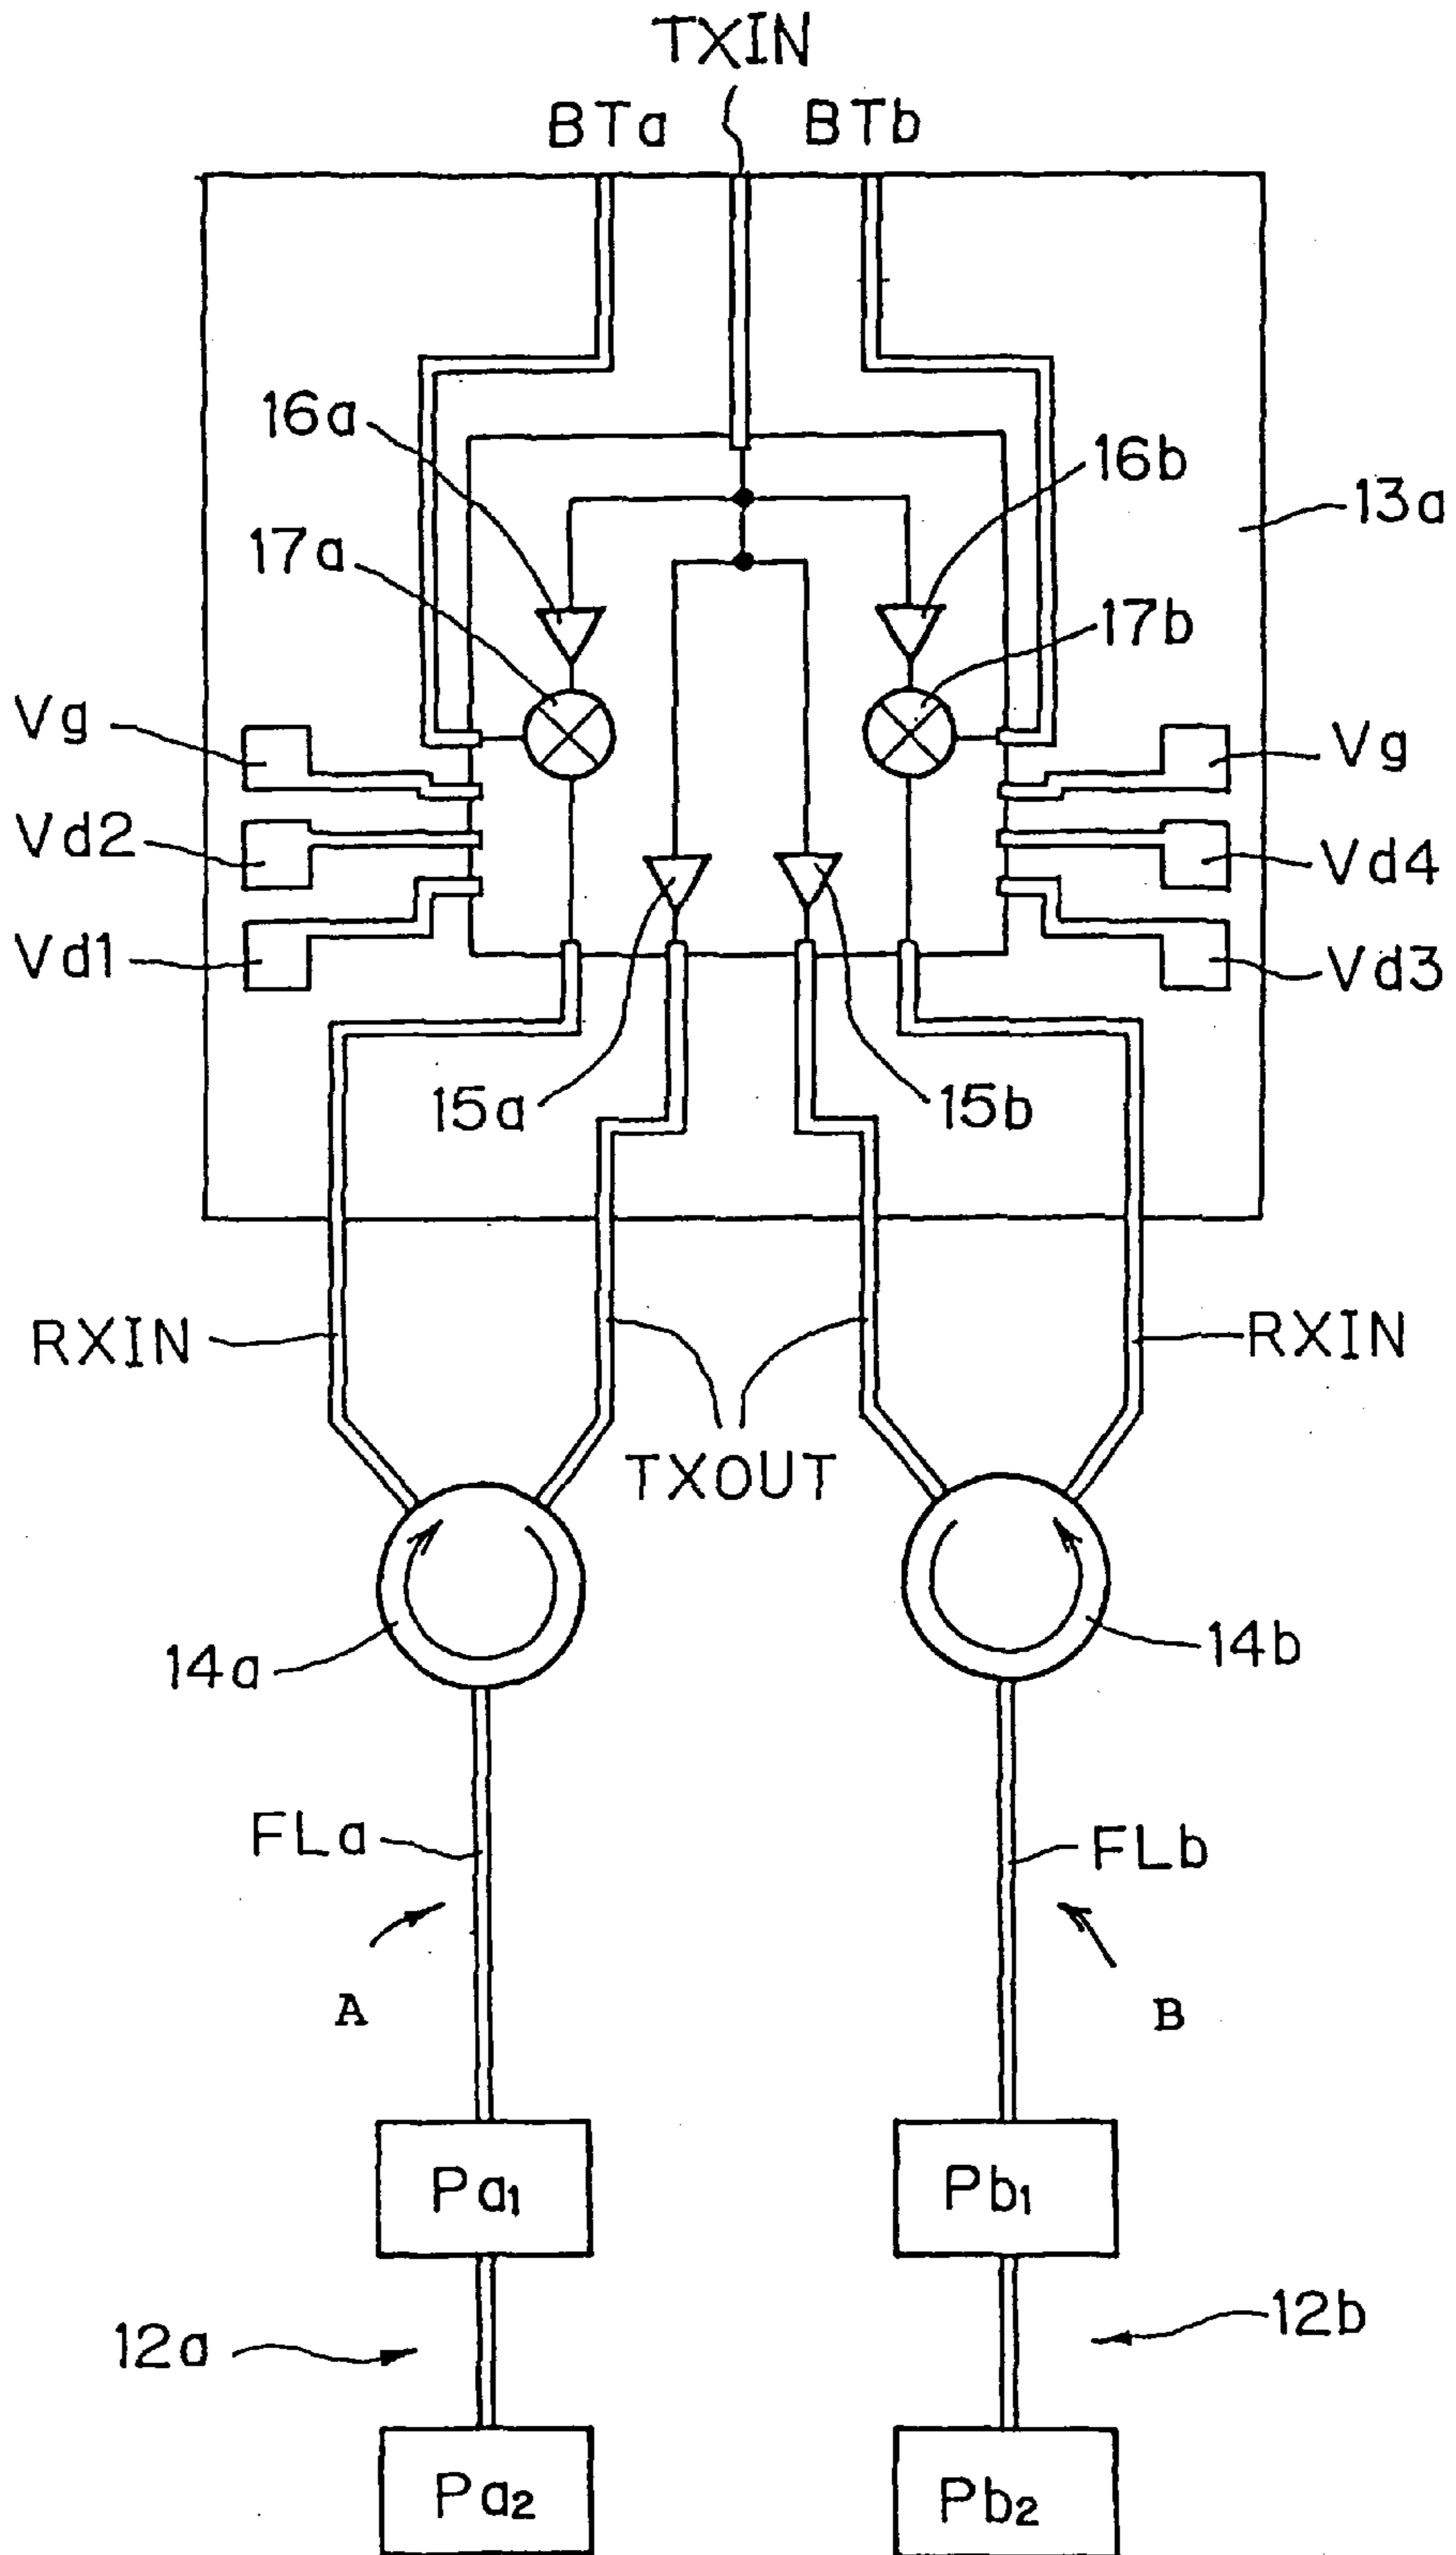 TXIN
BTa BTb
16a
16b
13a
17a
17b
Vg Vg
Vd2 Vd4
Vd1 Vd3
15a 15b
RXIN RXIN
TXOUT
14a 14b
FLa FLb
A B
Pa1 Pb1
12a 12b
Pa2 Pb2